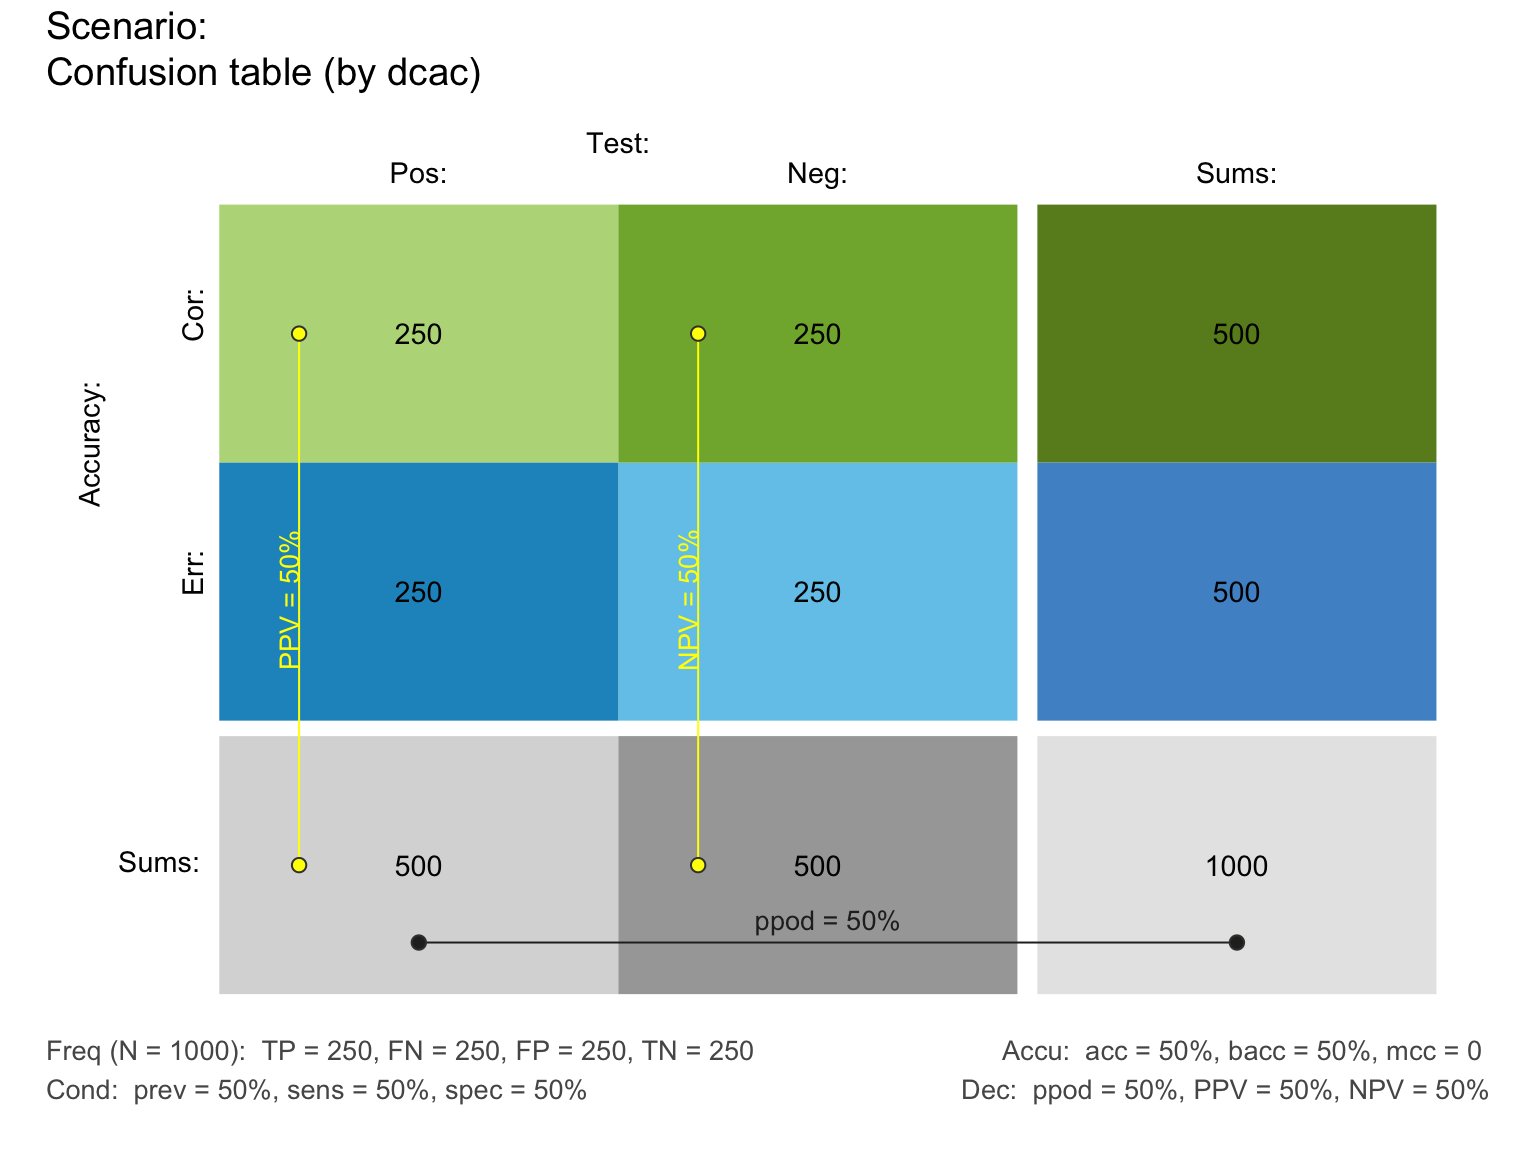 Scenario:
Confusion table (by dcac)
Test:
Pos: Neg: Sums:
Cor: 250 250 500
Accuracy:
Err: PPV = 50% 250 NPV = 50% 250 500
Sums: 500 500 1000
ppod = 50%
Freq (N = 1000):  TP = 250, FN = 250, FP = 250, TN = 250 Accu:  acc = 50%, bacc = 50%, mcc = 0
Cond:  prev = 50%, sens = 50%, spec = 50% Dec:  ppod = 50%, PPV = 50%, NPV = 50%